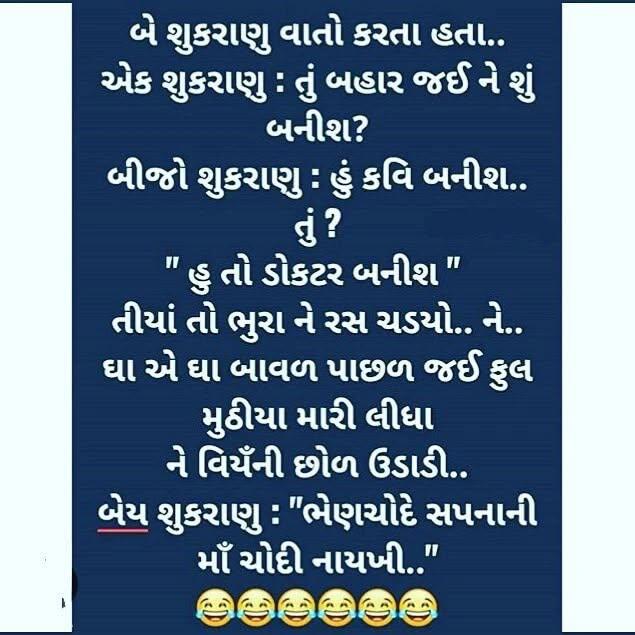 બે શુકરાણુ વાતો કરતા હતા..
એક શુકરાણુ : તું બહાર જઈ ને શું
બનીશ?
બીજો શુકરાણુ : હું કવિ બનીશ..
તું ?
" હુ તો ડોકટર બનીશ "
તીયાં તો ભુરા ને રસ ચડયો.. ને..
ઘા એ ઘા બાવળ પાછળ જઈ ફુલ
મુઠીયા મારી લીધા
ને વિયઁની છોળ ઉડાડી..
બેય શુકરાણુ : "ભેણચોદે સપનાની
માઁ ચોદી નાયખી.."
😂😂😂😂😂😂